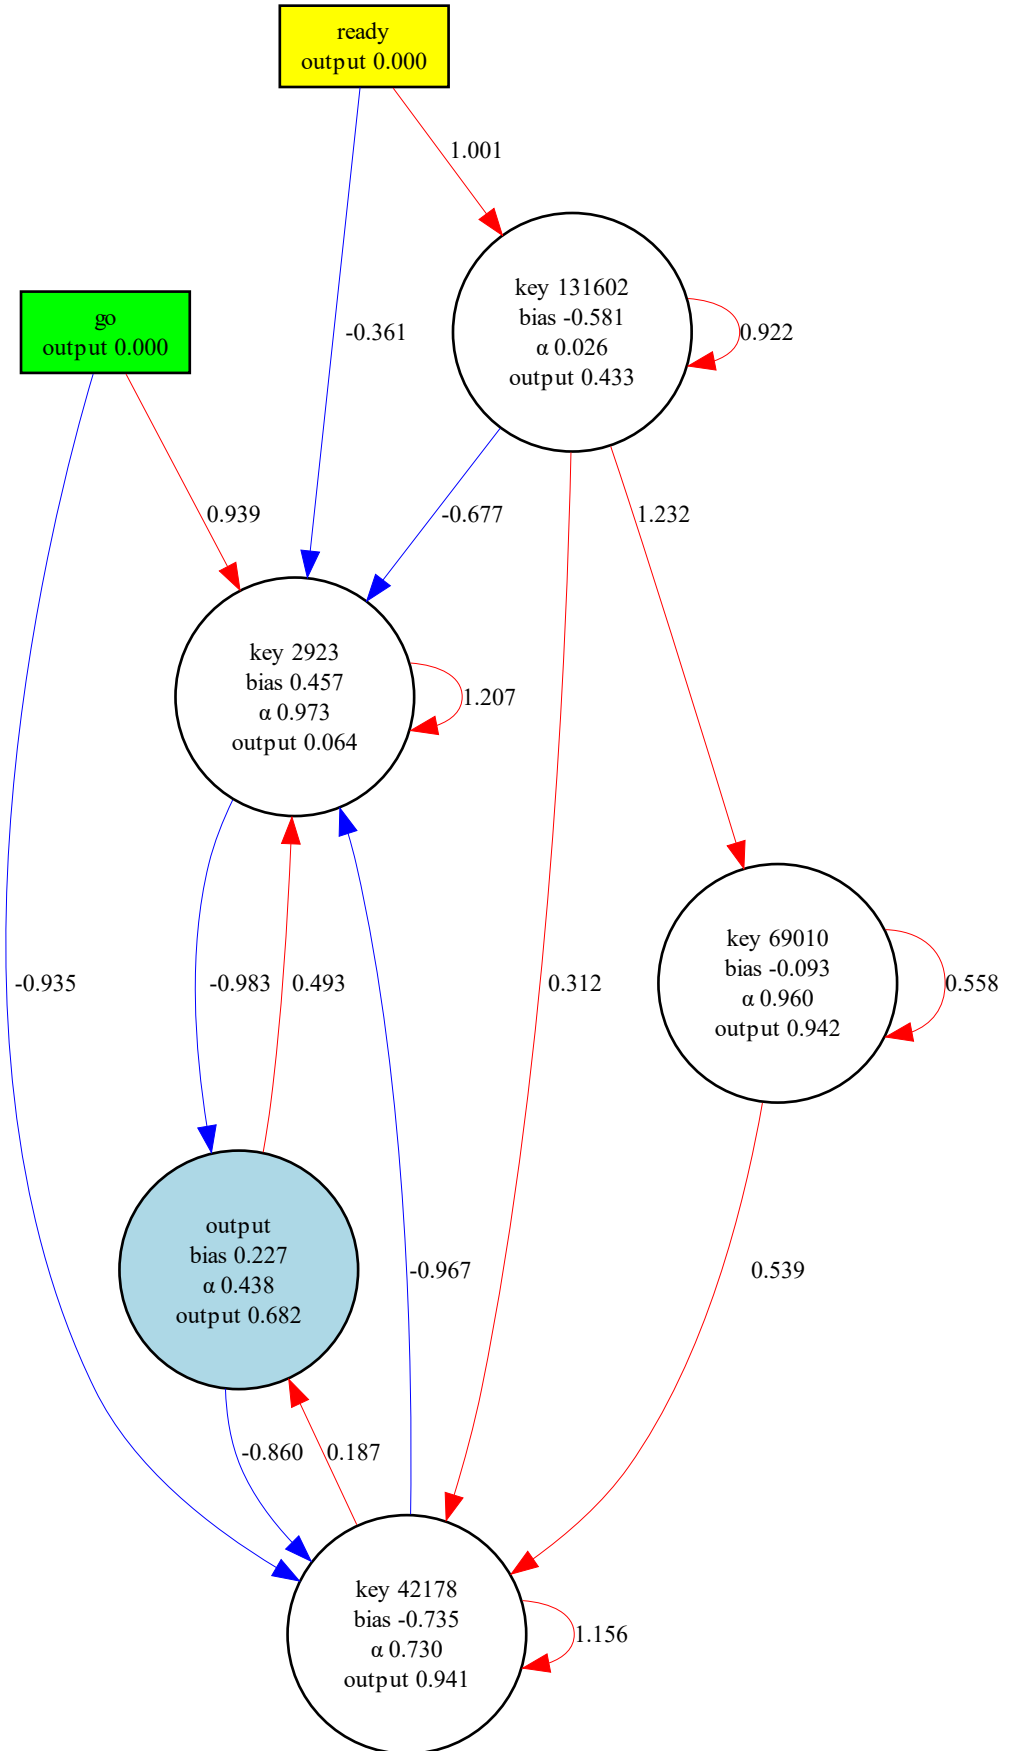 ready
output 0.000
1.001
key 131602
bias -0.581
α 0.026
output 0.433
0.922
go
output 0.000
-0.361
0.939
-0.677
1.232
key 2923
bias 0.457
α 0.973
output 0.064
1.207
key 69010
bias -0.093
α 0.960
output 0.942
0.558
-0.935
-0.983
0.493
0.312
output
bias 0.227
α 0.438
output 0.682
-0.967
0.539
-0.860
0.187
key 42178
bias -0.735
α 0.730
output 0.941
1.156